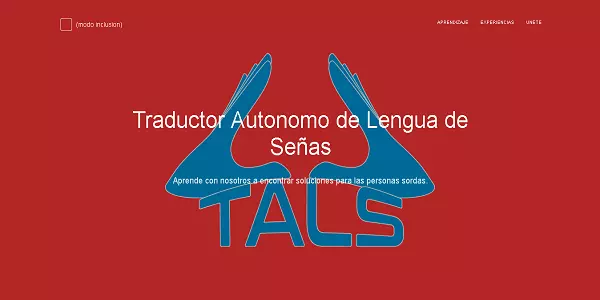 (modo inclusion)
APRENDIZAJE EXPERIENCIAS UNETE
Traductor Autonomo de Lengua de
Señas
Aprende con nosotros a encontrar soluciones para las personas sordas.
TALS